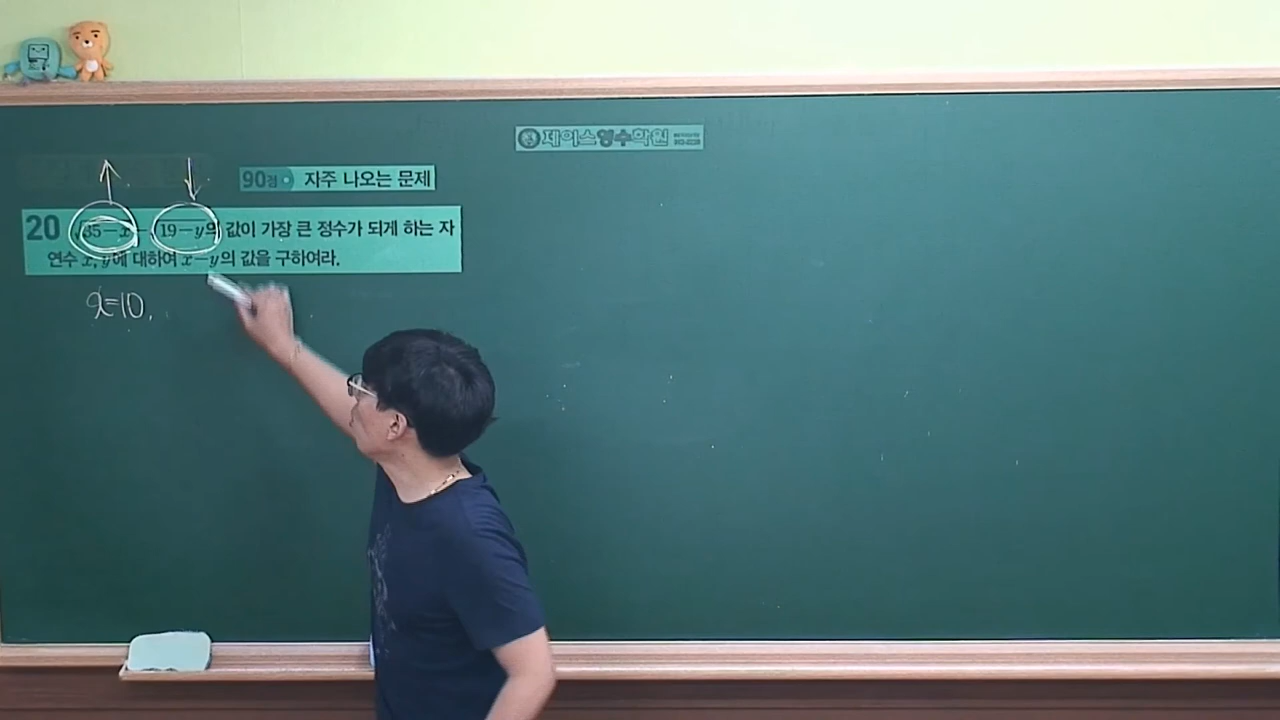 제이스영수학원
90점 자주 나오는 문제
20 √35-x - √19-y의 값이 가장 큰 정수가 되게 하는 자
연수 x, y에 대하여 x-y의 값을 구하여라.
x=10,